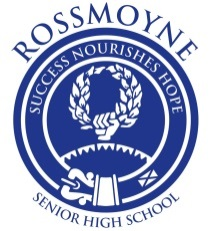 ROSSMOYNE
SUCCESS NOURISHES HOPE
SENIOR HIGH SCHOOL